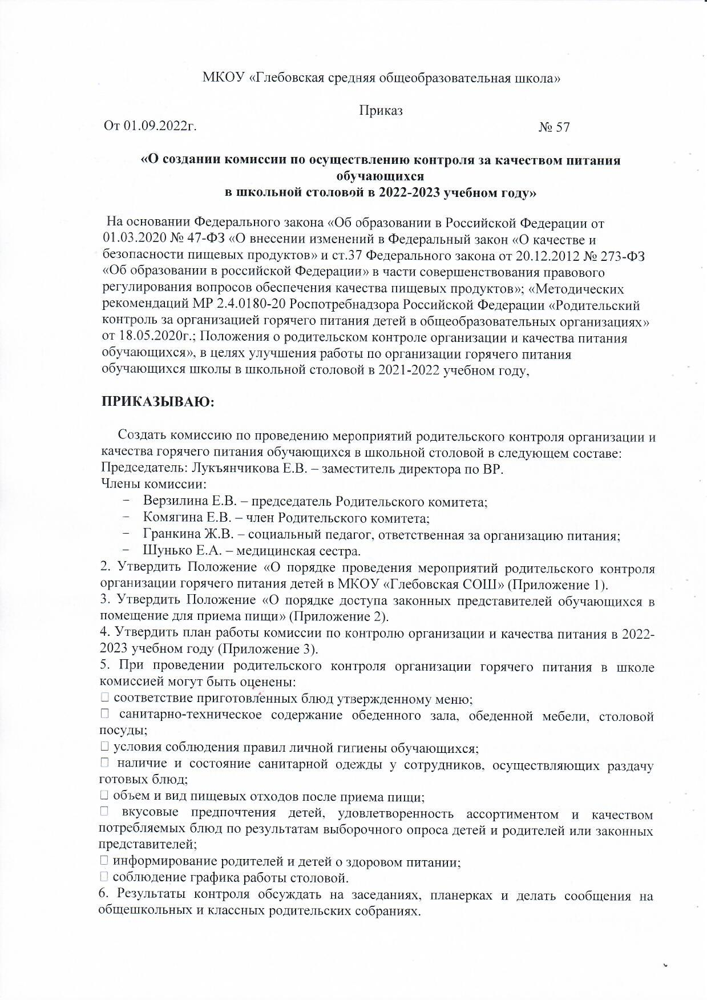 МКОУ «Глебовская средняя общеобразовательная школа»
Приказ
От 01.09.2022г. № 57
«О создании комиссии по осуществлению контроля за качеством питания
обучающихся
в школьной столовой в 2022-2023 учебном году»
На основании Федерального закона «Об образовании в Российской Федерации от
01.03.2020 № 47-ФЗ «О внесении изменений в Федеральный закон «О качестве и
безопасности пищевых продуктов» и ст.37 Федерального закона от 20.12.2012 № 273-ФЗ
«Об образовании в российской Федерации» в части совершенствования правового
регулирования вопросов обеспечения качества пищевых продуктов»; «Методических
рекомендаций МР 2.4.0180-20 Роспотребнадзора Российской Федерации «Родительский
контроль за организацией горячего питания детей в общеобразовательных организациях»
от 18.05.2020г.; Положения о родительском контроле организации и качества питания
обучающихся», в целях улучшения работы по организации горячего питания
обучающихся школы в школьной столовой в 2021-2022 учебном году,
ПРИКАЗЫВАЮ:
Создать комиссию по проведению мероприятий родительского контроля организации и
качества горячего питания обучающихся в школьной столовой в следующем составе:
Председатель: Лукъянчикова Е.В. – заместитель директора по ВР.
Члены комиссии:
- Верзилина Е.В. – председатель Родительского комитета;
- Комягина Е.В. – член Родительского комитета;
- Гранкина Ж.В. – социальный педагог, ответственная за организацию питания;
- Шунько Е.А. – медицинская сестра.
2. Утвердить Положение «О порядке проведения мероприятий родительского контроля
организации горячего питания детей в МКОУ «Глебовская СОШ» (Приложение 1).
3. Утвердить Положение «О порядке доступа законных представителей обучающихся в
помещение для приема пищи» (Приложение 2).
4. Утвердить план работы комиссии по контролю организации и качества питания в 2022-
2023 учебном году (Приложение 3).
5. При проведении родительского контроля организации горячего питания в школе
комиссией могут быть оценены:
□ соответствие приготовленных блюд утвержденному меню;
□ санитарно-техническое содержание обеденного зала, обеденной мебели, столовой
посуды;
□ условия соблюдения правил личной гигиены обучающихся;
□ наличие и состояние санитарной одежды у сотрудников, осуществляющих раздачу
готовых блюд;
□ объем и вид пищевых отходов после приема пищи;
□ вкусовые предпочтения детей, удовлетворенность ассортиментом и качеством
потребляемых блюд по результатам выборочного опроса детей и родителей или законных
представителей;
□ информирование родителей и детей о здоровом питании;
□ соблюдение графика работы столовой.
6. Результаты контроля обсуждать на заседаниях, планерках и делать сообщения на
общешкольных и классных родительских собраниях.